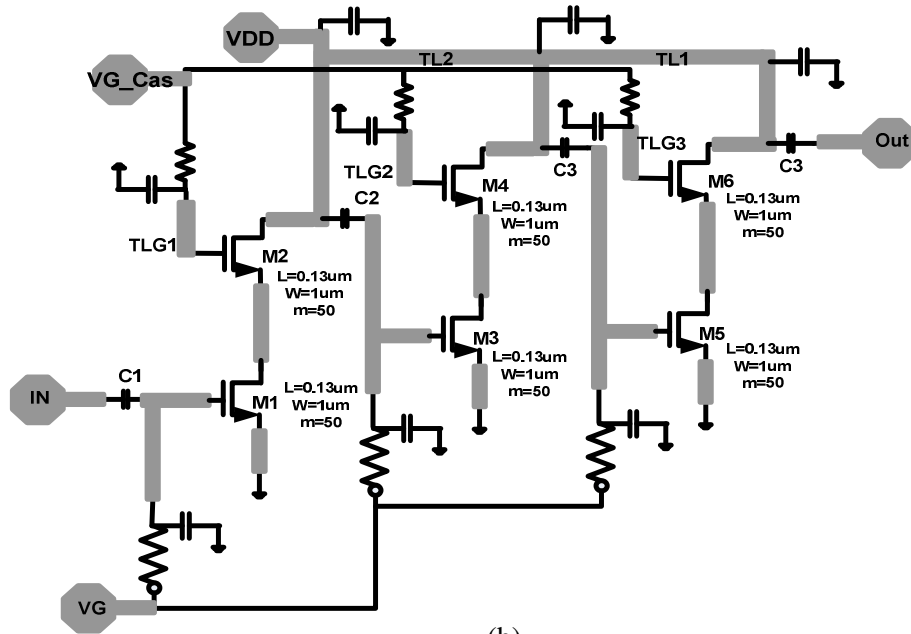 VDD
TL2
TL1
VG_Cas
Out
TLG2
C3
TLG3
C3
M4
M6
L=0.13um
W=1um
m=50
L=0.13um
W=1um
m=50
C2
TLG1
M2
L=0.13um
W=1um
m=50
M3
L=0.13um
W=1um
m=50
M5
L=0.13um
W=1um
m=50
IN
C1
M1
L=0.13um
W=1um
m=50
VG
(b)